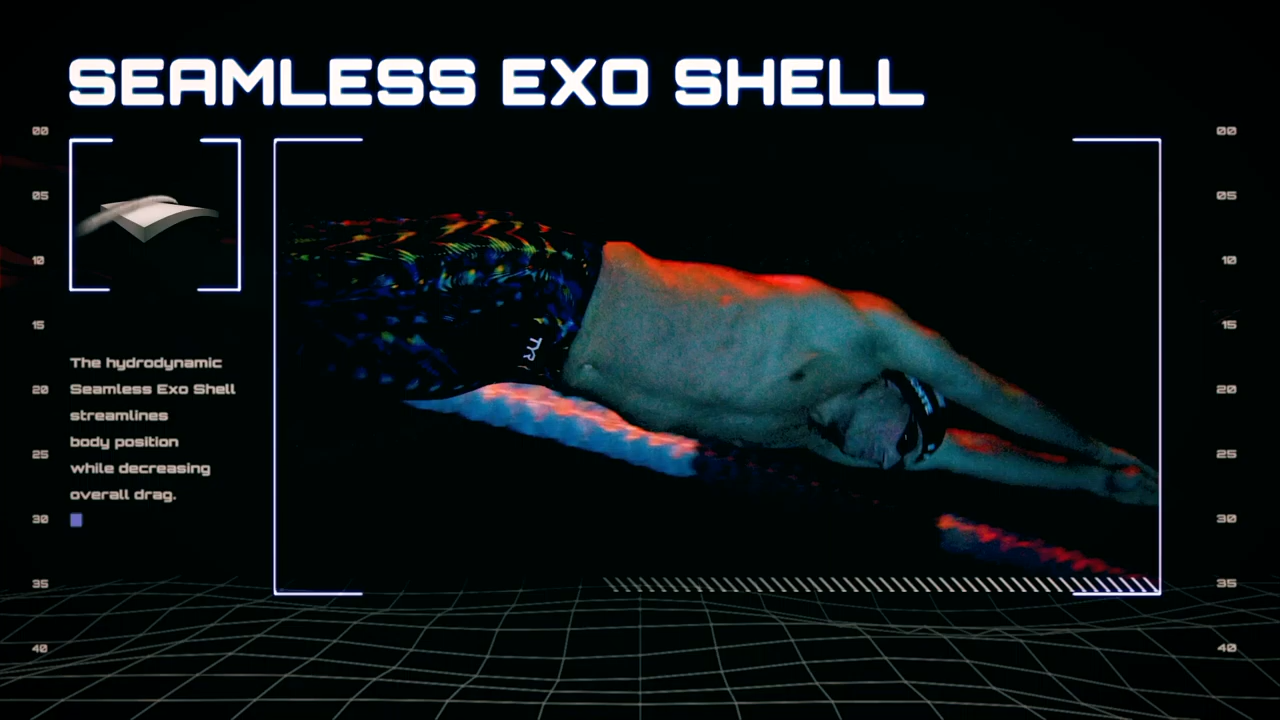 SEAMLESS EXO SHELL
00
05
10
15
20
25
30
35
40
The hydrodynamic
Seamless Exo Shell
streamlines
body position
while decreasing
overall drag.
TYR
00
05
10
15
20
25
30
35
40